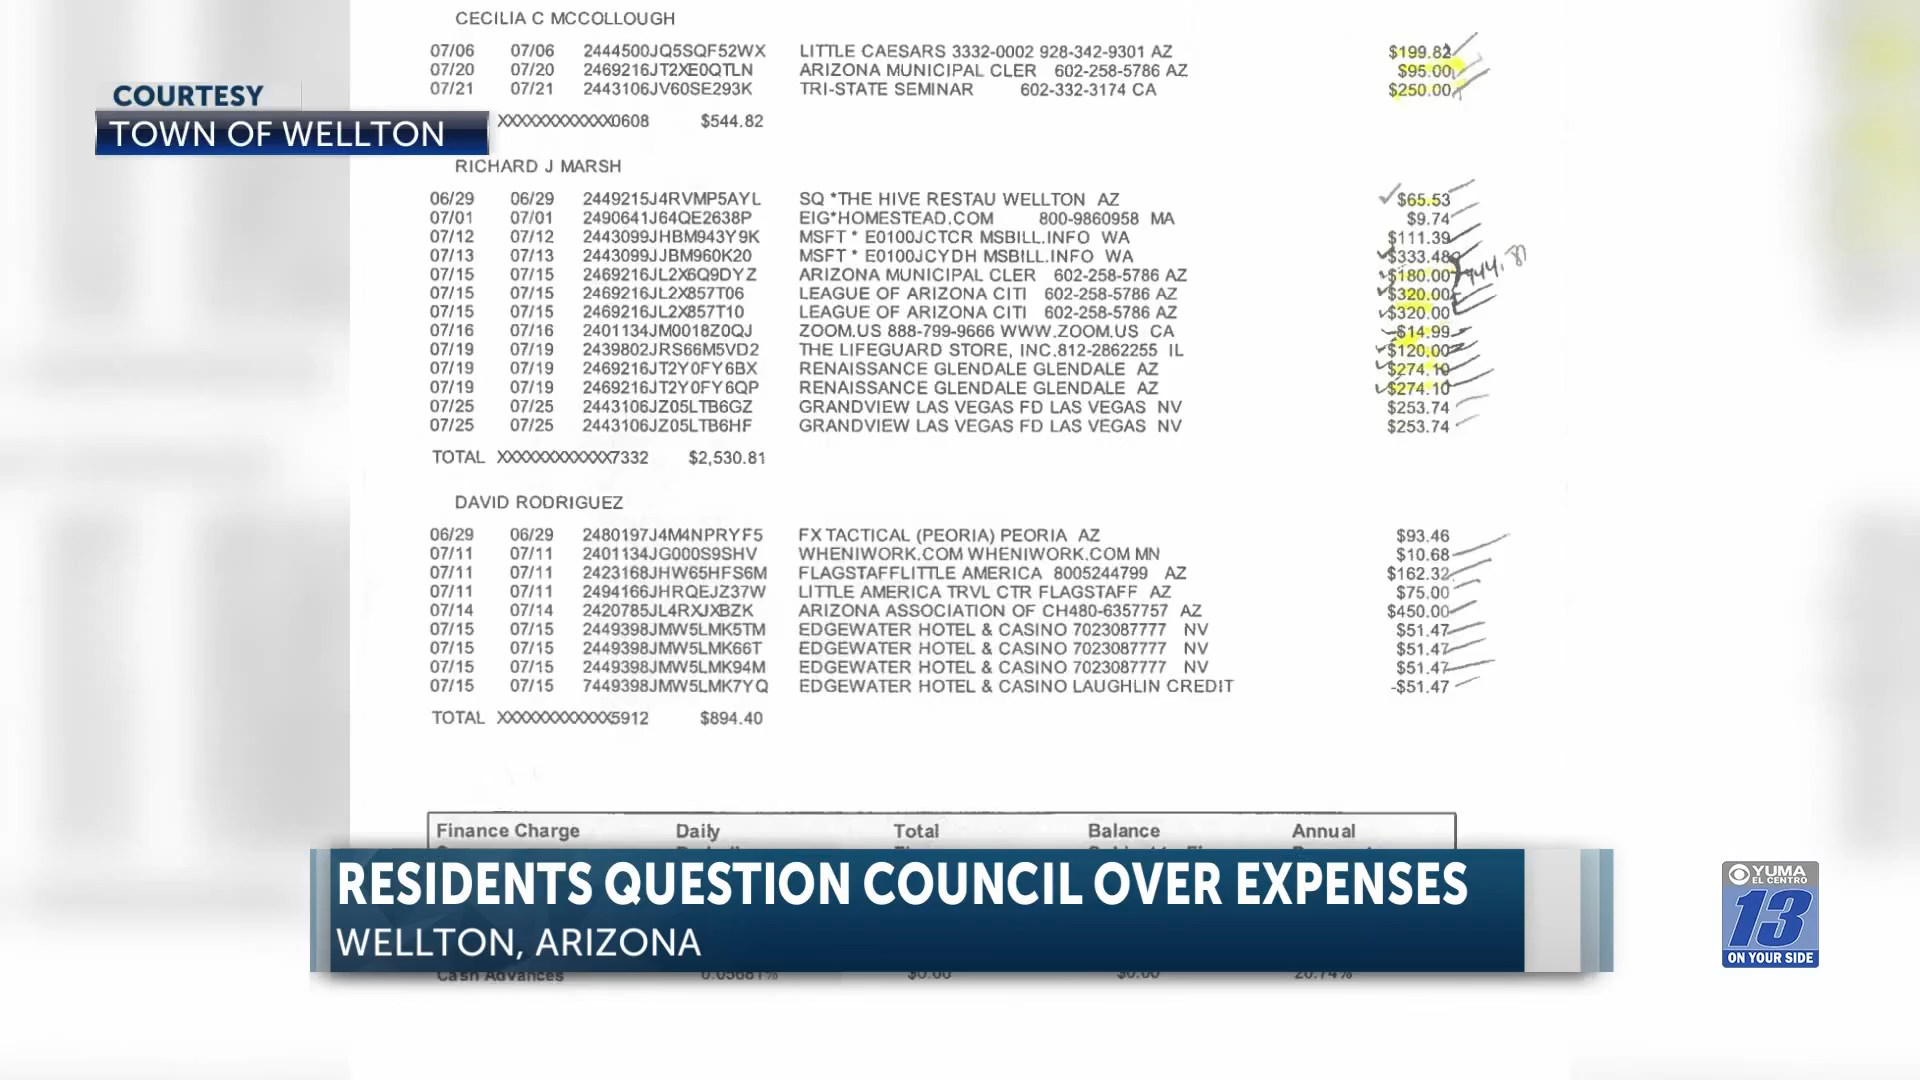 CECILIA C MCCOLLOUGH
07/06 07/06 2444500JQ5SQF52WX LITTLE CAESARS 3332-0002 928-342-9301 AZ $199.82
07/20 07/20 2469216JT2XE0QTLN ARIZONA MUNICIPAL CLER 602-258-5786 AZ $95.00
07/21 07/21 2443106JV60SE293K TRI-STATE SEMINAR 602-332-3174 CA $250.00
COURTESY
TOWN OF WELLTON
XXXXXXXXXXXX0608 $544.82
RICHARD J MARSH
06/29 06/29 2449215J4RVMP5AYL SQ *THE HIVE RESTAU WELLTON AZ $65.53
07/01 07/01 2490641J64QE2638P EIG*HOMESTEAD.COM 800-9860958 MA $9.74
07/12 07/12 2443099JHBM943Y9K MSFT * E0100JCTCR MSBILL.INFO WA $111.39
07/13 07/13 2443099JJBM960K20 MSFT * E0100JCYDH MSBILL.INFO WA $333.48
07/15 07/15 2469216JL2X6Q9DYZ ARIZONA MUNICIPAL CLER 602-258-5786 AZ $180.00
07/15 07/15 2469216JL2X857T06 LEAGUE OF ARIZONA CITI 602-258-5786 AZ $320.00
07/15 07/15 2469216JL2X857T10 LEAGUE OF ARIZONA CITI 602-258-5786 AZ $320.00
07/16 07/16 2401134JM0018Z0QJ ZOOM.US 888-799-9666 WWW.ZOOM.US CA $14.99
07/19 07/19 2439802JRS66M5VD2 THE LIFEGUARD STORE, INC.812-2862255 IL $120.00
07/19 07/19 2469216JT2Y0FY6BX RENAISSANCE GLENDALE GLENDALE AZ $274.10
07/19 07/19 2469216JT2Y0FY6QP RENAISSANCE GLENDALE GLENDALE AZ $274.10
07/25 07/25 2443106JZ05LTB6GZ GRANDVIEW LAS VEGAS FD LAS VEGAS NV $253.74
07/25 07/25 2443106JZ05LTB6HF GRANDVIEW LAS VEGAS FD LAS VEGAS NV $253.74
TOTAL XXXXXXXXXXXX7332 $2,530.81
DAVID RODRIGUEZ
06/29 06/29 2480197J4M4NPRYF5 FX TACTICAL (PEORIA) PEORIA AZ $93.46
07/11 07/11 2401134JG000S9SHV WHENIWORK.COM WHENIWORK.COM MN $10.68
07/11 07/11 2423168JHW65HFS6M FLAGSTAFFLITTLE AMERICA 8005244799 AZ $162.32
07/11 07/11 2494166JHRQEJZ37W LITTLE AMERICA TRVL CTR FLAGSTAFF AZ $75.00
07/14 07/14 2420785JL4RXJXBZK ARIZONA ASSOCIATION OF CH480-6357757 AZ $450.00
07/15 07/15 2449398JMW5LMK5TM EDGEWATER HOTEL & CASINO 7023087777 NV $51.47
07/15 07/15 2449398JMW5LMK66T EDGEWATER HOTEL & CASINO 7023087777 NV $51.47
07/15 07/15 2449398JMW5LMK94M EDGEWATER HOTEL & CASINO 7023087777 NV $51.47
07/15 07/15 7449398JMW5LMK7YQ EDGEWATER HOTEL & CASINO LAUGHLIN CREDIT -$51.47
TOTAL XXXXXXXXXXXX5912 $894.40
Finance Charge Daily Total Balance Annual
RESIDENTS QUESTION COUNCIL OVER EXPENSES
WELLTON, ARIZONA
Cash Advances 0.05681% $0.00 $0.00 20.74%
YUMA
EL CENTRO
13
ON YOUR SIDE